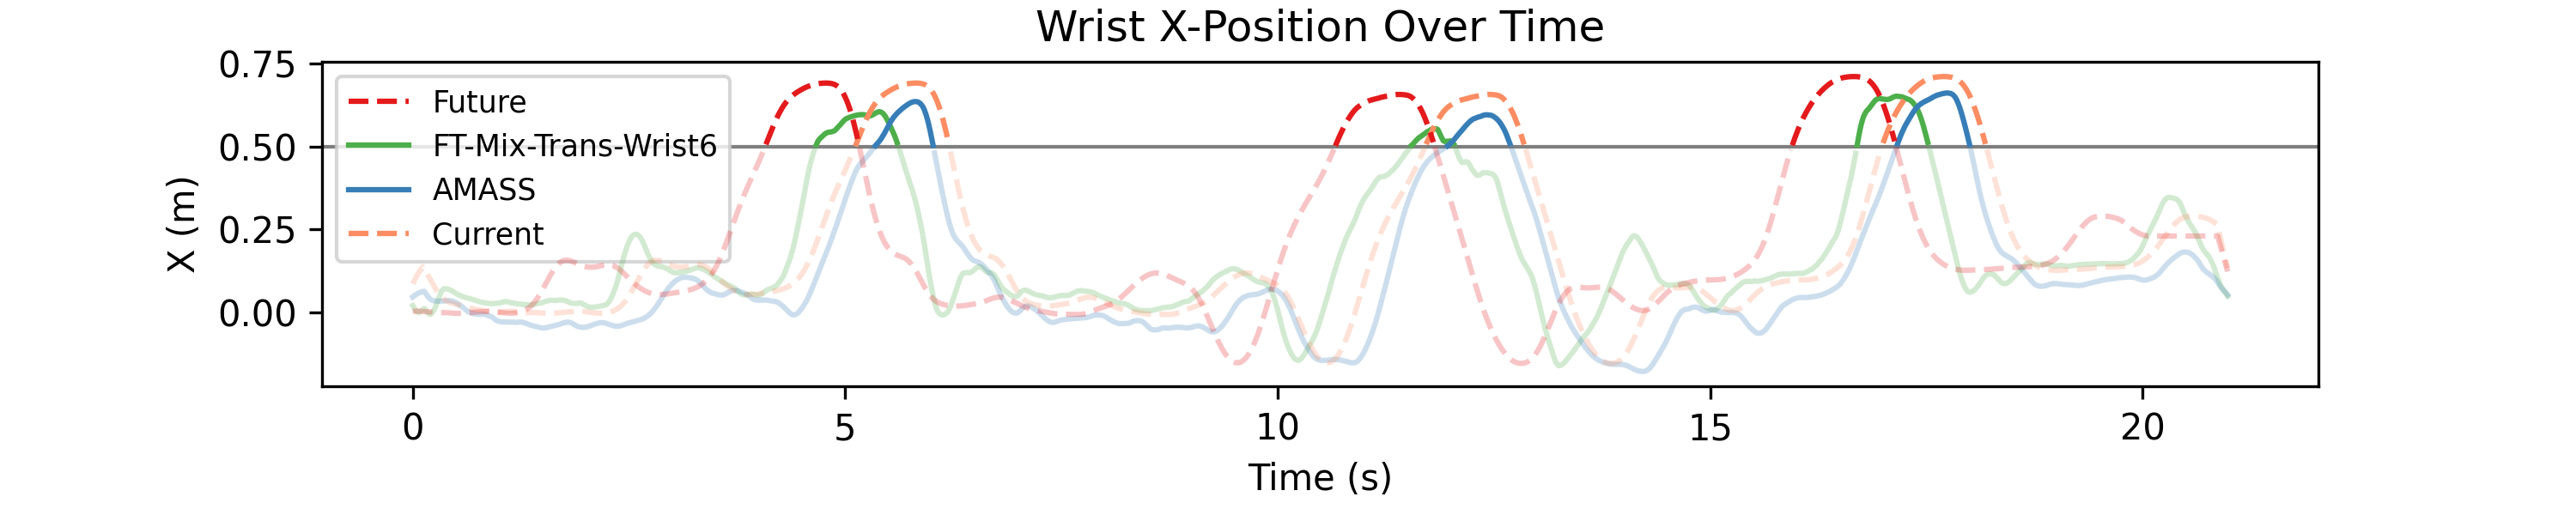 Wrist X-Position Over Time
0.75
0.50
0.25
0.00
X (m)
Future
FT-Mix-Trans-Wrist6
AMASS
Current
0
5
10
15
20
Time (s)